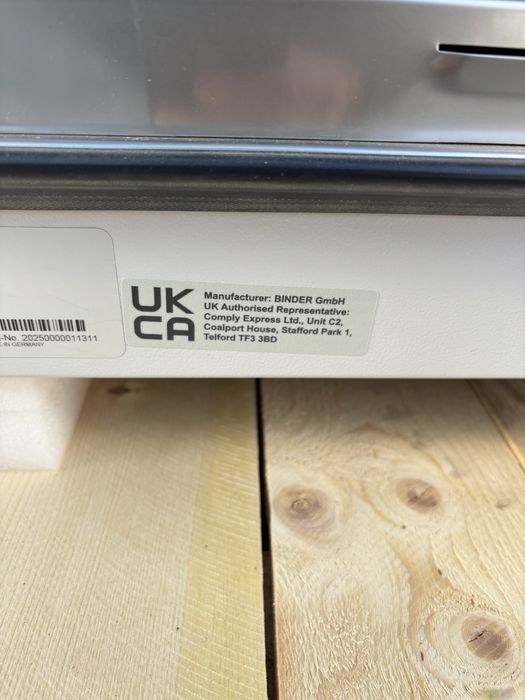 -No. 20250000011311
E IN GERMANY
UK
CA
Manufacturer: BINDER GmbH
UK Authorised Representative:
Comply Express Ltd., Unit C2,
Coalport House, Stafford Park 1,
Telford TF3 3BD